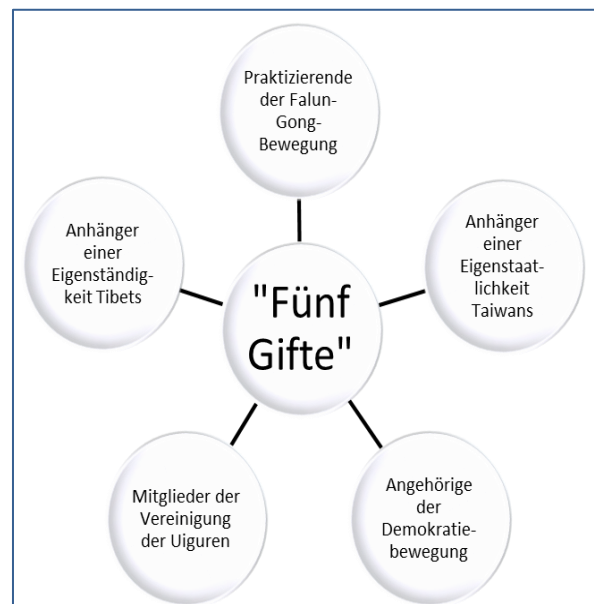 Praktizierende
der Falun-
Gong-
Bewegung
Anhänger
einer
Eigenständig-
keit Tibets
Anhänger
einer
Eigenstaat-
lichkeit
Taiwans
"Fünf
Gifte"
Mitglieder der
Vereinigung
der Uiguren
Angehörige
der
Demokratie-
bewegung